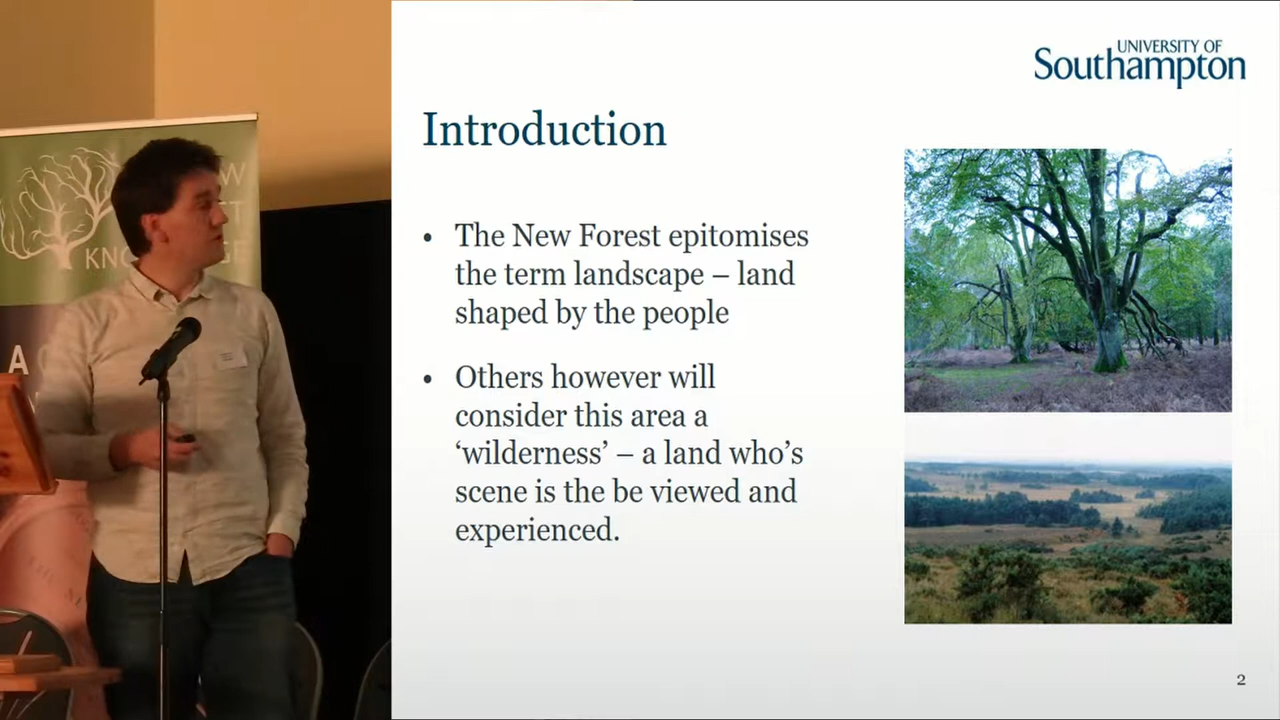 UNIVERSITY OF
Southampton
Introduction
• The New Forest epitomises
the term landscape – land
shaped by the people
• Others however will
consider this area a
‘wilderness’ – a land who’s
scene is the be viewed and
experienced.
2
A